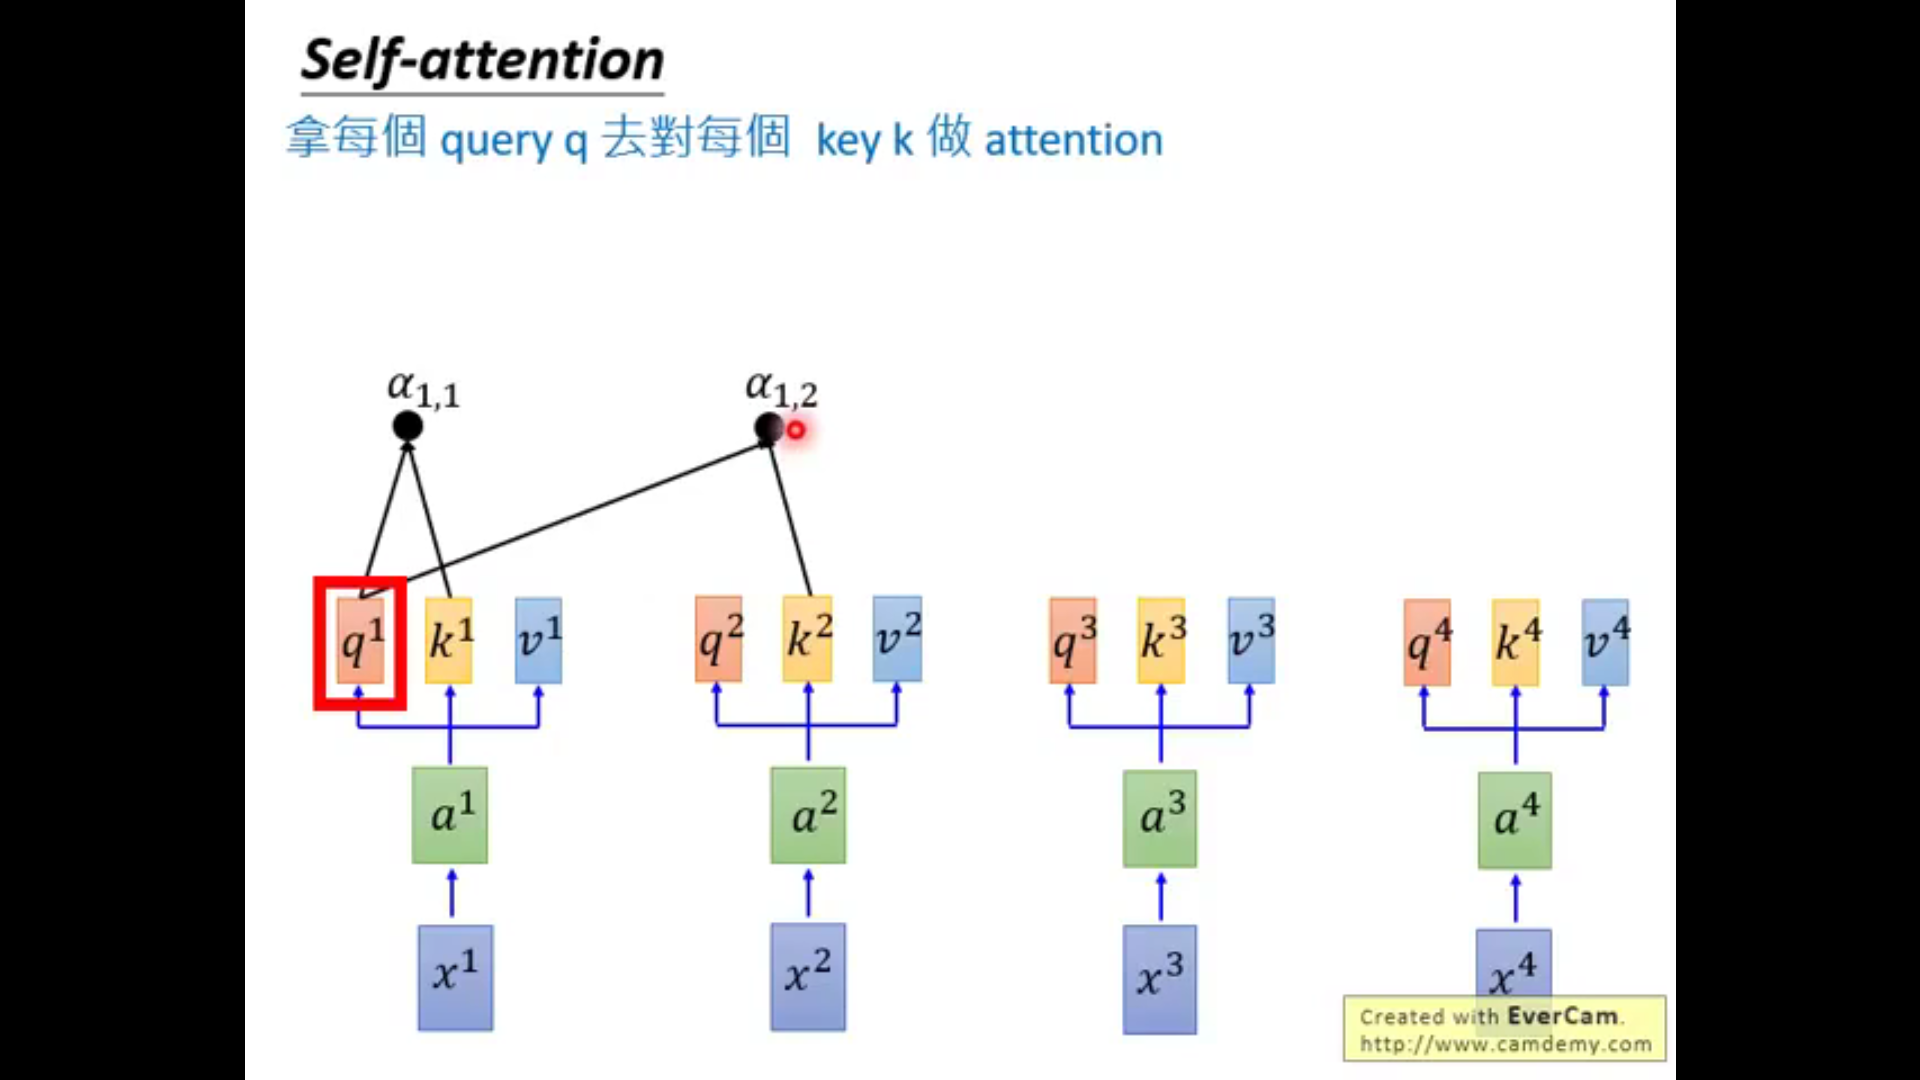 Self-attention
拿每個 query q 去對每個 key k 做 attention
α1,1 α1,2
q¹ k¹ v¹ q² k² v² q³ k³ v³ q⁴ k⁴ v⁴
a¹ a² a³ a⁴
x¹ x² x³ x⁴
Created with EverCam.
http://www.camdemy.com